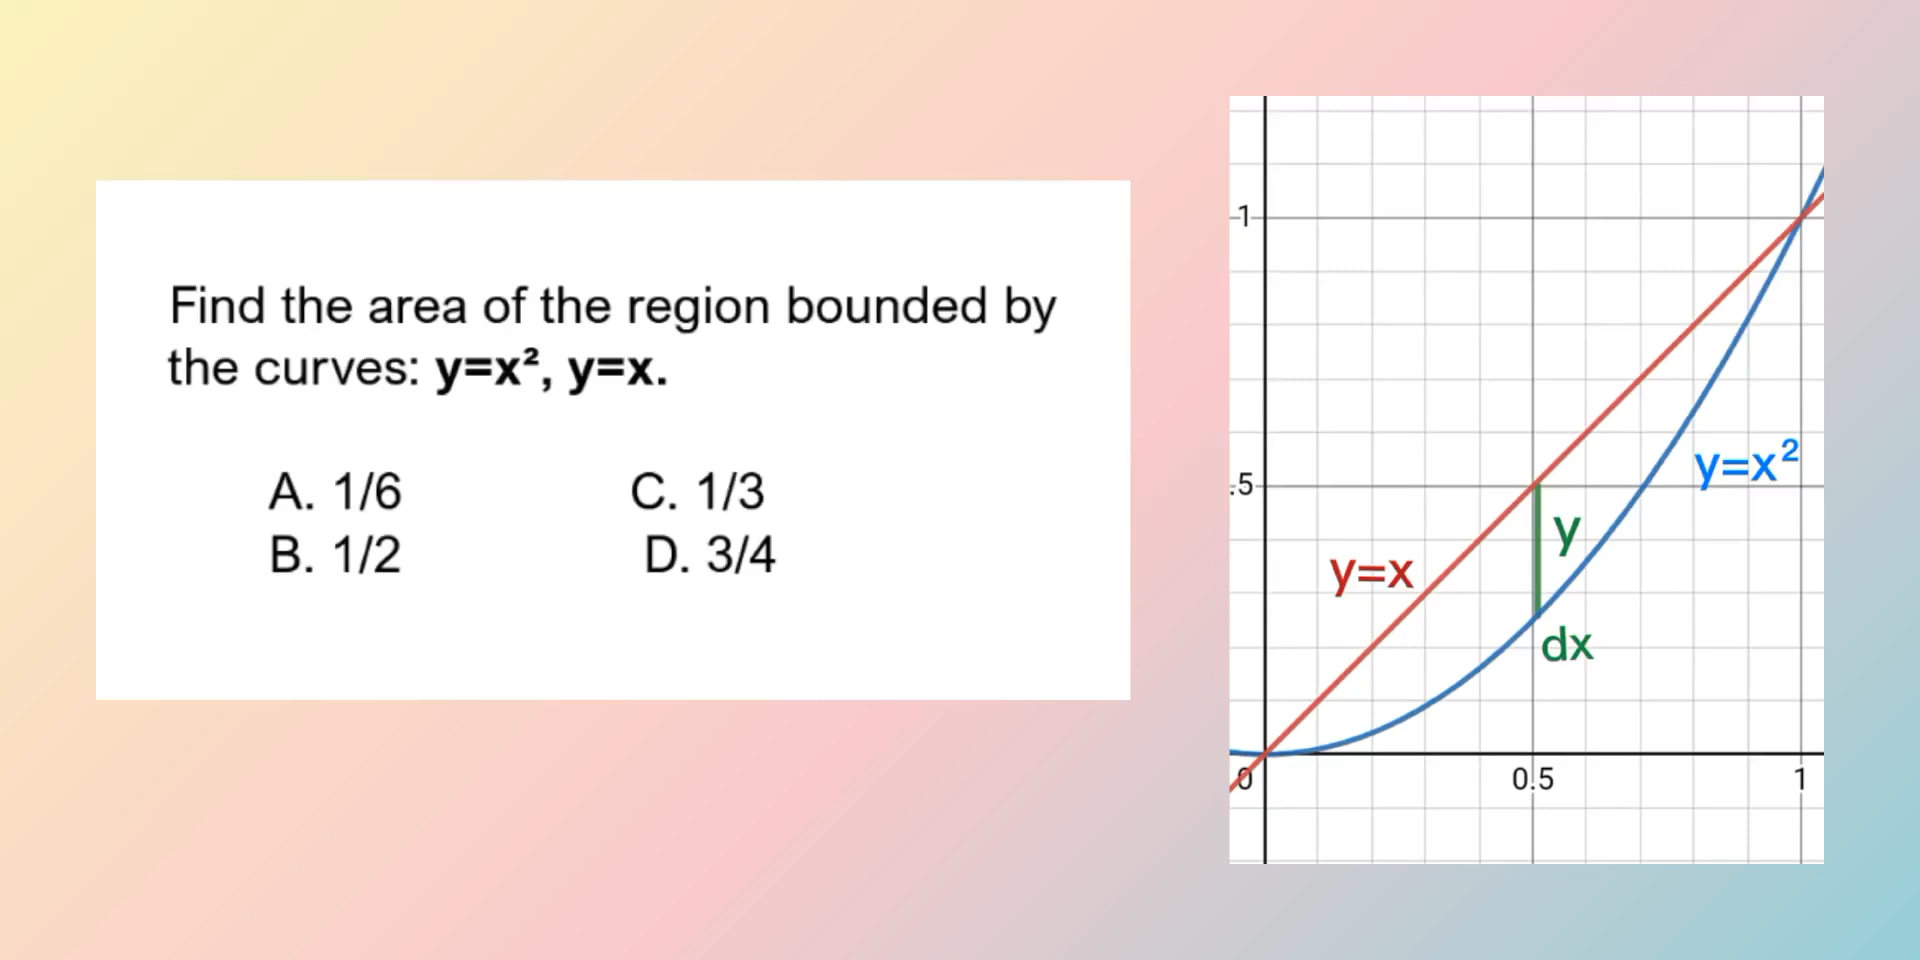 Find the area of the region bounded by
the curves: y=x², y=x.
A. 1/6 C. 1/3
B. 1/2 D. 3/4
1
.5
y=x²
y
y=x
dx
0 0.5 1